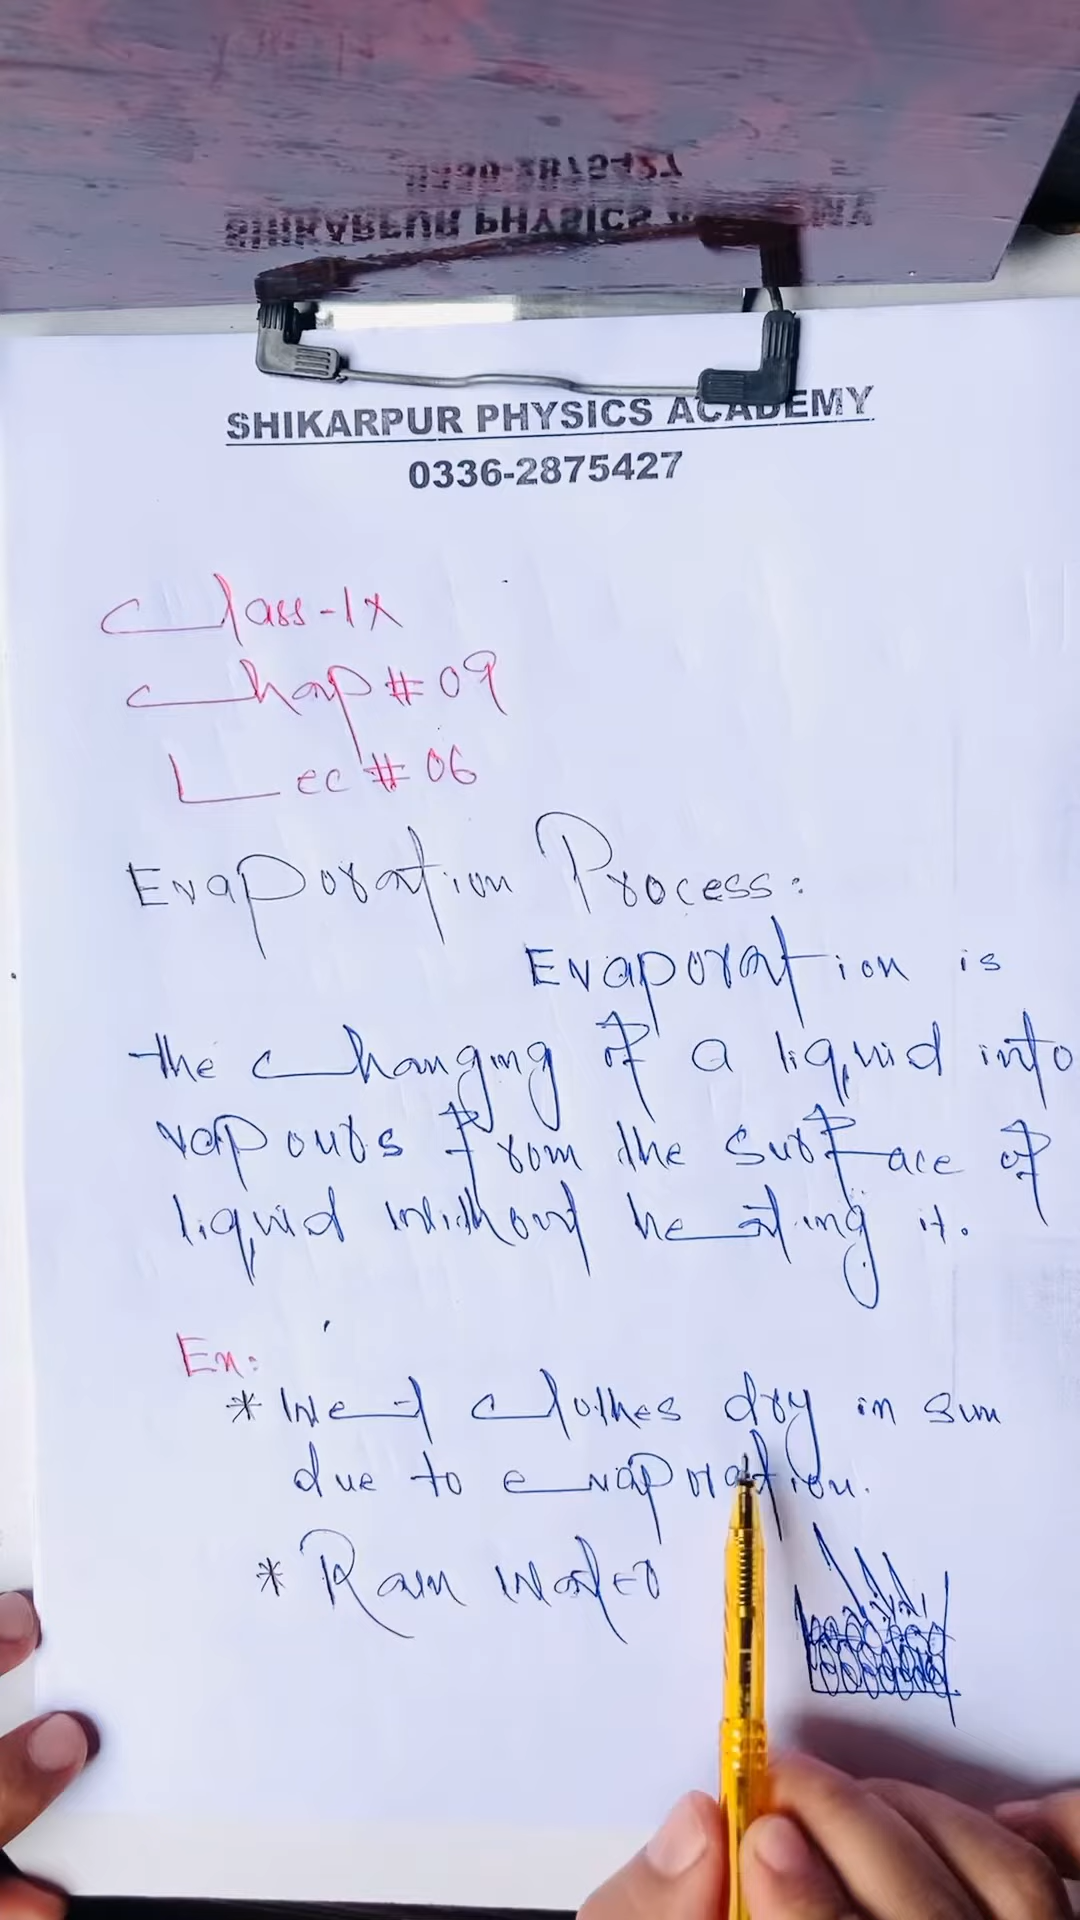 SHIKARPUR PHYSICS ACADEMY
0336-2875427
Class-IX
Chap # 09
Lec # 06
Evaporation Process:
Evaporation is
the changing of a liquid into
vapours from the surface of
liquid without heating it.
Ex:
* Wet clothes dry in sun
due to evaporation.
* Rain water